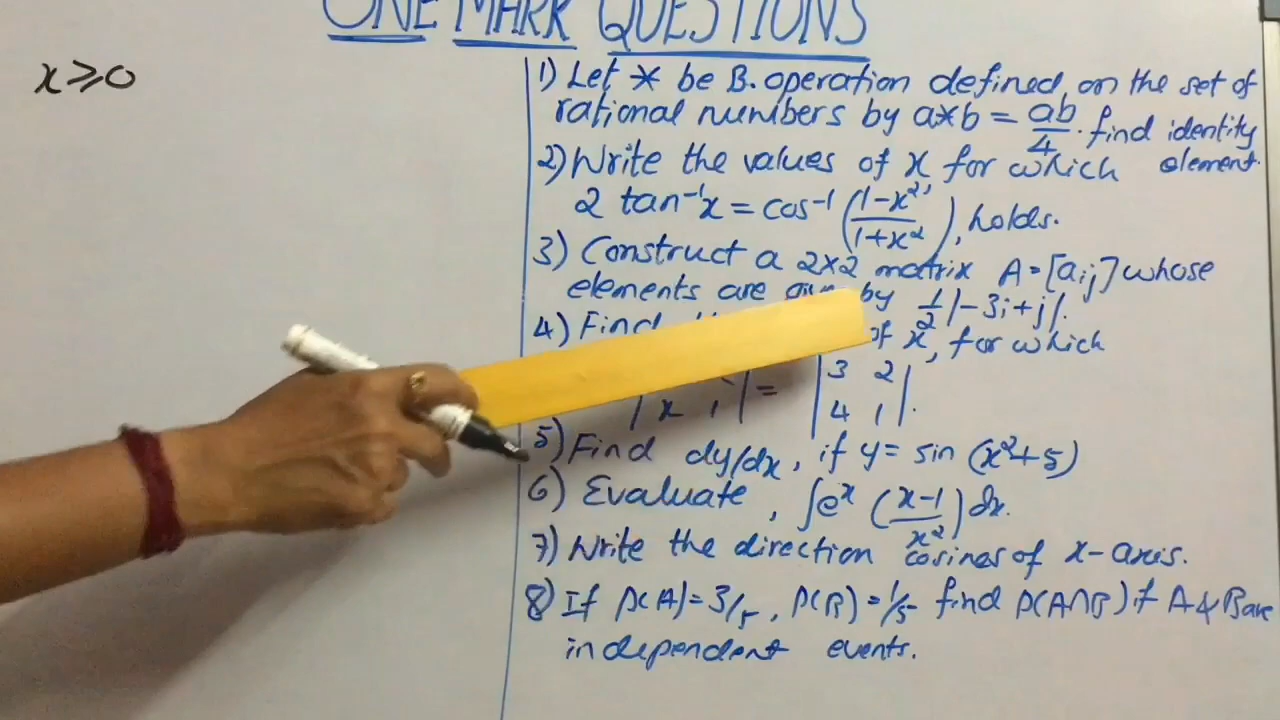 ONE MARK QUESTIONS
x ≥ 0
1) Let * be B. operation defined on the set of
rational numbers by a*b = ab/4. find identity
element.
2) Write the values of x for which
2 tan⁻¹x = cos⁻¹ ((1-x²)/(1+x²)), holds.
3) Construct a 2x2 matrix A = [aij] whose
elements are by 1/2 |-3i+j|.
4) Find of x, for which
| x 1 | = | 3 2 |
| 4 1 |.
5) Find dy/dx, if y = sin (x²+5)
6) Evaluate, ∫eˣ ((x-1)/x²) dx.
7) Write the direction cosines of x-axis.
8) If P(A) = 3/5, P(B) = 1/5 find P(A∩B) if A & B are
independent events.